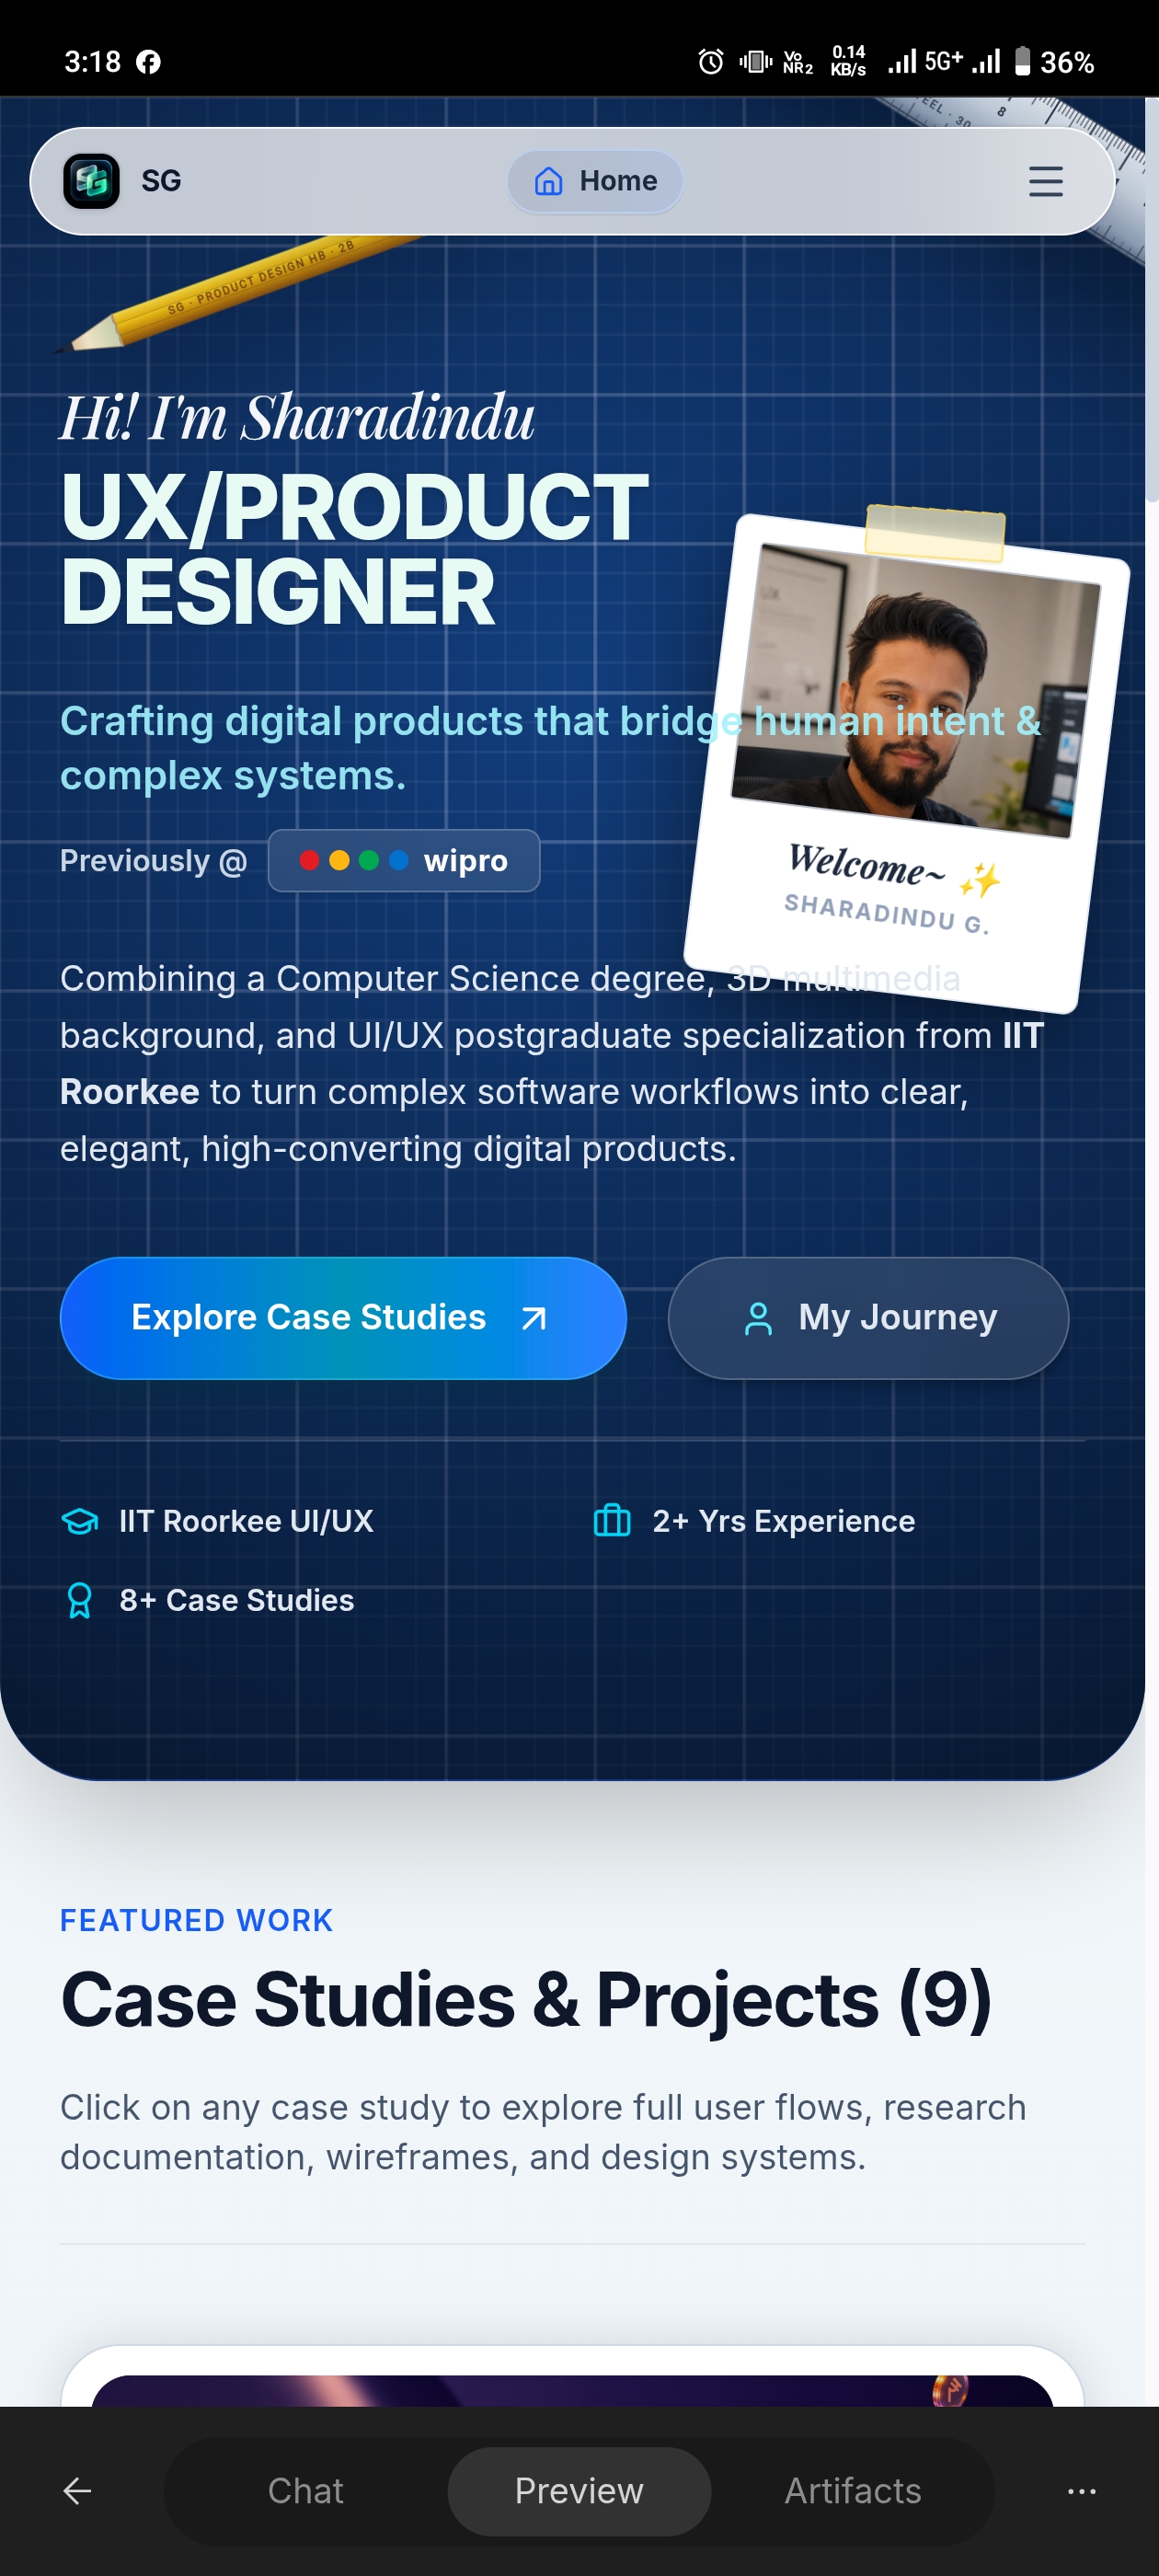 3:18
Vo
NR2
0.14
KB/s
5G+
36%
8
SG
Home
SG · PRODUCT DESIGN HB · 2B
Hi! I'm Sharadindu
UX/PRODUCT
DESIGNER
Crafting digital products that bridge human intent &
complex systems.
Previously @ wipro
Welcome~ ✨
SHARADINDU G.
Combining a Computer Science degree, 3D multimedia
background, and UI/UX postgraduate specialization from IIT
Roorkee to turn complex software workflows into clear,
elegant, high-converting digital products.
Explore Case Studies
My Journey
IIT Roorkee UI/UX
2+ Yrs Experience
8+ Case Studies
FEATURED WORK
Case Studies & Projects (9)
Click on any case study to explore full user flows, research
documentation, wireframes, and design systems.
Chat
Preview
Artifacts